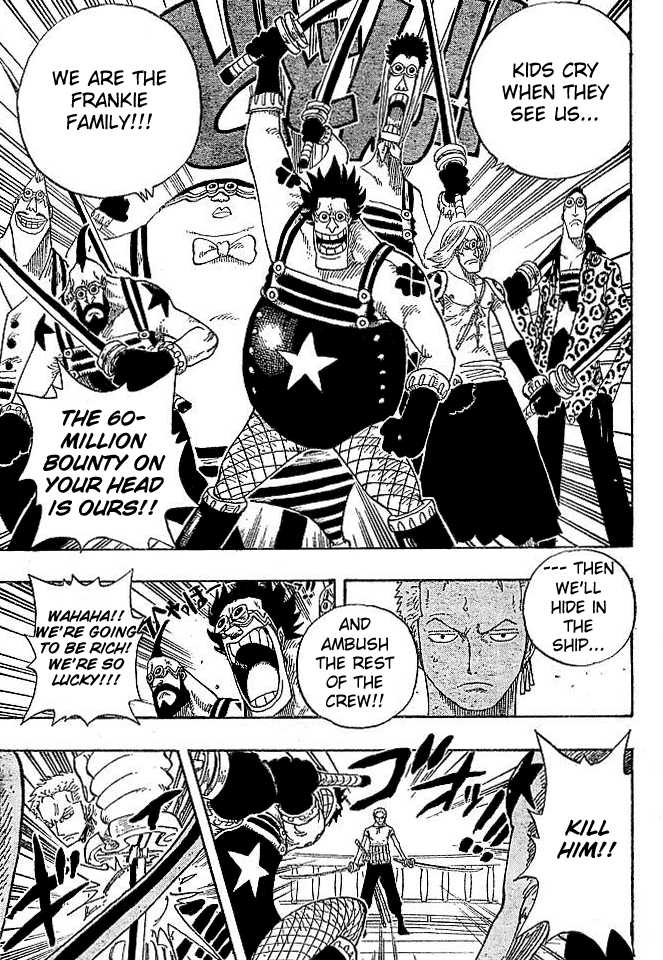 KIDS CRY
WHEN THEY
SEE US...
WE ARE THE
FRANKIE
FAMILY!!!
THE 60-
MILLION
BOUNTY ON
YOUR HEAD
IS OURS!!
--- THEN
WE'LL
HIDE IN
THE
SHIP...
AND
AMBUSH
THE REST
OF THE
CREW!!
WAHAHA!!
WE'RE GOING
TO BE RICH!
WE'RE SO
LUCKY!!!
KILL
HIM!!